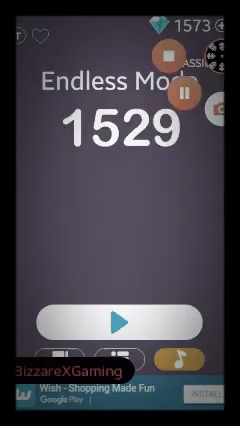 1573
Endless Mode
1529
BizzareXGaming
Wish - Shopping Made Fun
Google Play
INSTALL